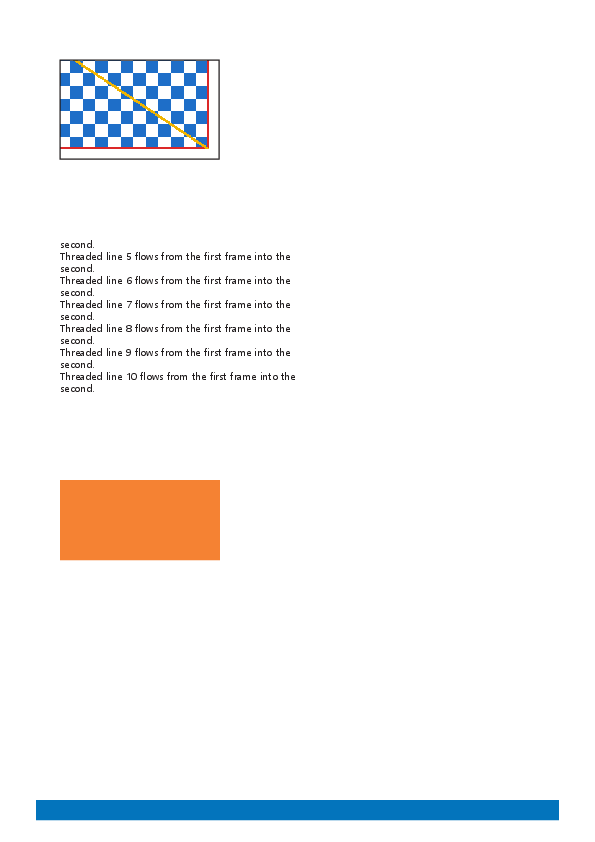 second.
Threaded line 5 flows from the first frame into the
second.
Threaded line 6 flows from the first frame into the
second.
Threaded line 7 flows from the first frame into the
second.
Threaded line 8 flows from the first frame into the
second.
Threaded line 9 flows from the first frame into the
second.
Threaded line 10 flows from the first frame into the
second.